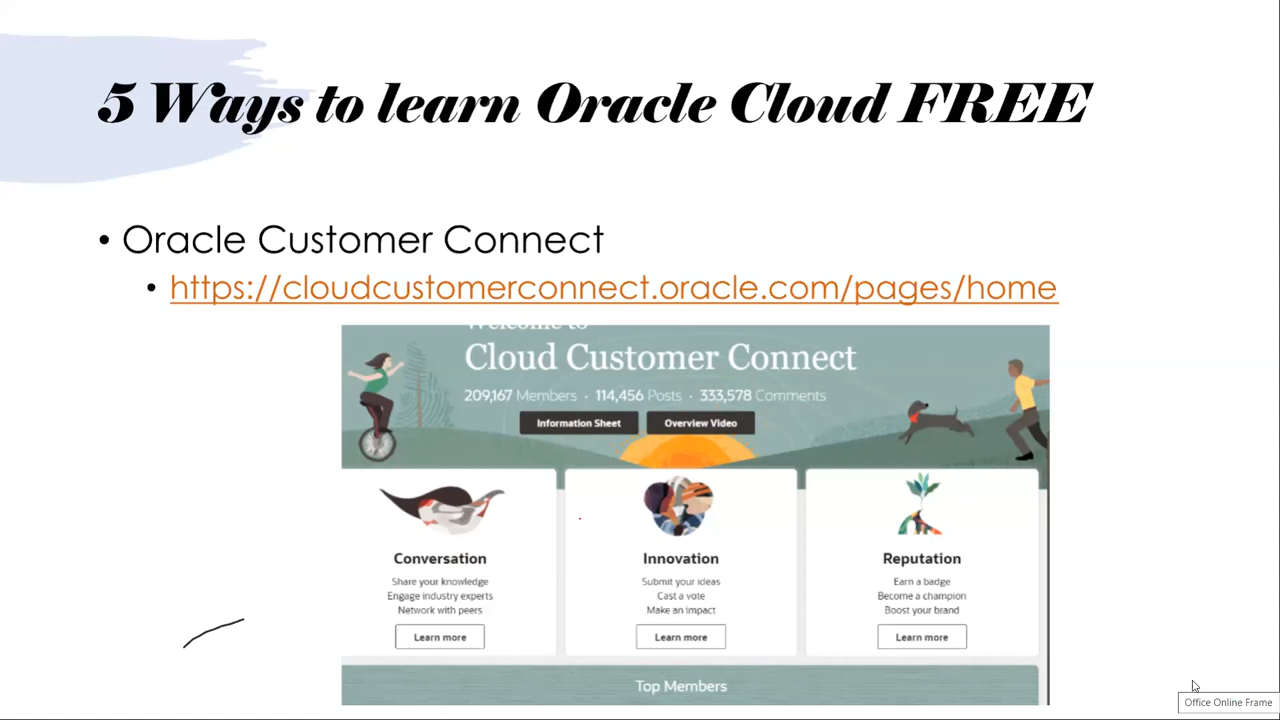 5 Ways to learn Oracle Cloud FREE
• Oracle Customer Connect
• https://cloudcustomerconnect.oracle.com/pages/home
Welcome to
Cloud Customer Connect
209,167 Members · 114,456 Posts · 333,578 Comments
Information Sheet Overview Video
Conversation
Share your knowledge
Engage industry experts
Network with peers
Learn more
Innovation
Submit your ideas
Cast a vote
Make an impact
Learn more
Reputation
Earn a badge
Become a champion
Boost your brand
Learn more
Top Members
Office Online Frame